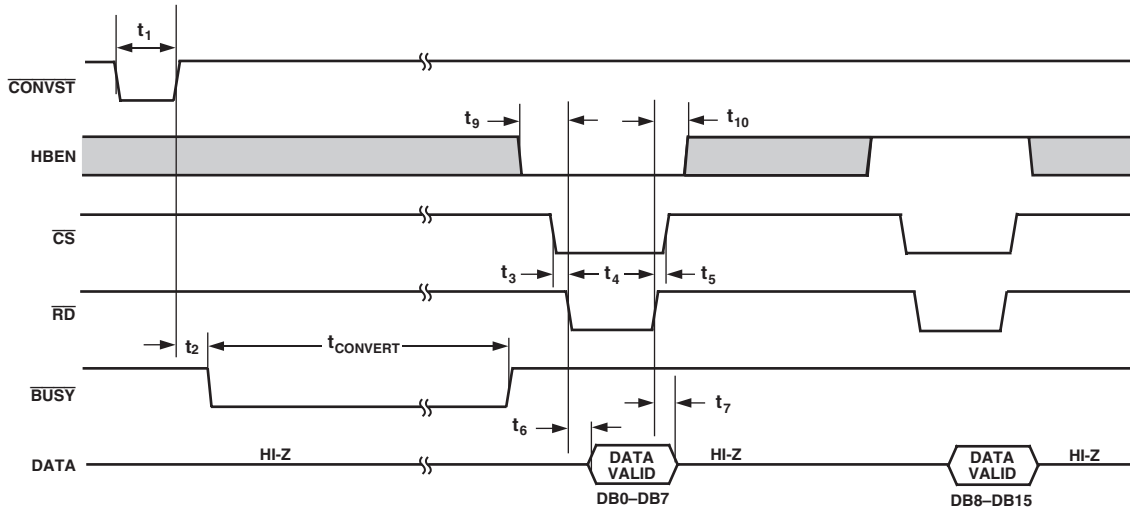 t1
CONVST
t9
t10
HBEN
CS
t3
t4
t5
RD
t2
tCONVERT
BUSY
t7
t6
DATA
HI-Z
DATA VALID
HI-Z
DATA VALID
HI-Z
DB0–DB7
DB8–DB15